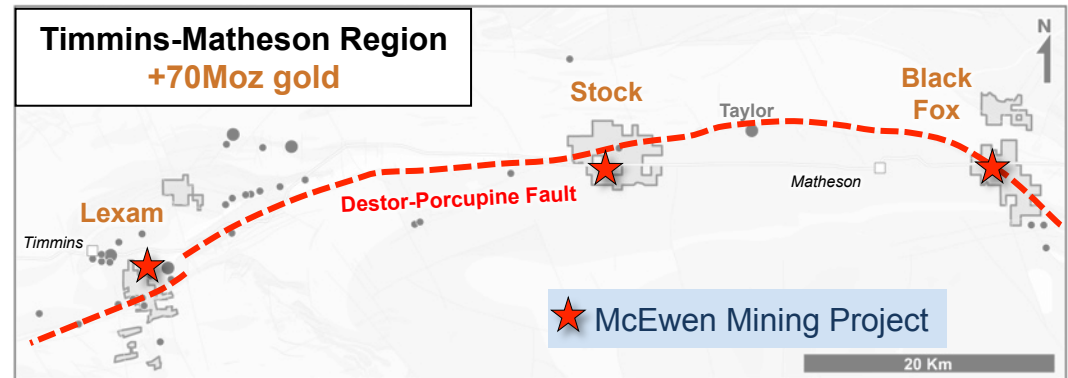 Timmins-Matheson Region
+70Moz gold
N
Stock
Black
Fox
Taylor
Matheson
Destor-Porcupine Fault
Lexam
Timmins
McEwen Mining Project
20 Km